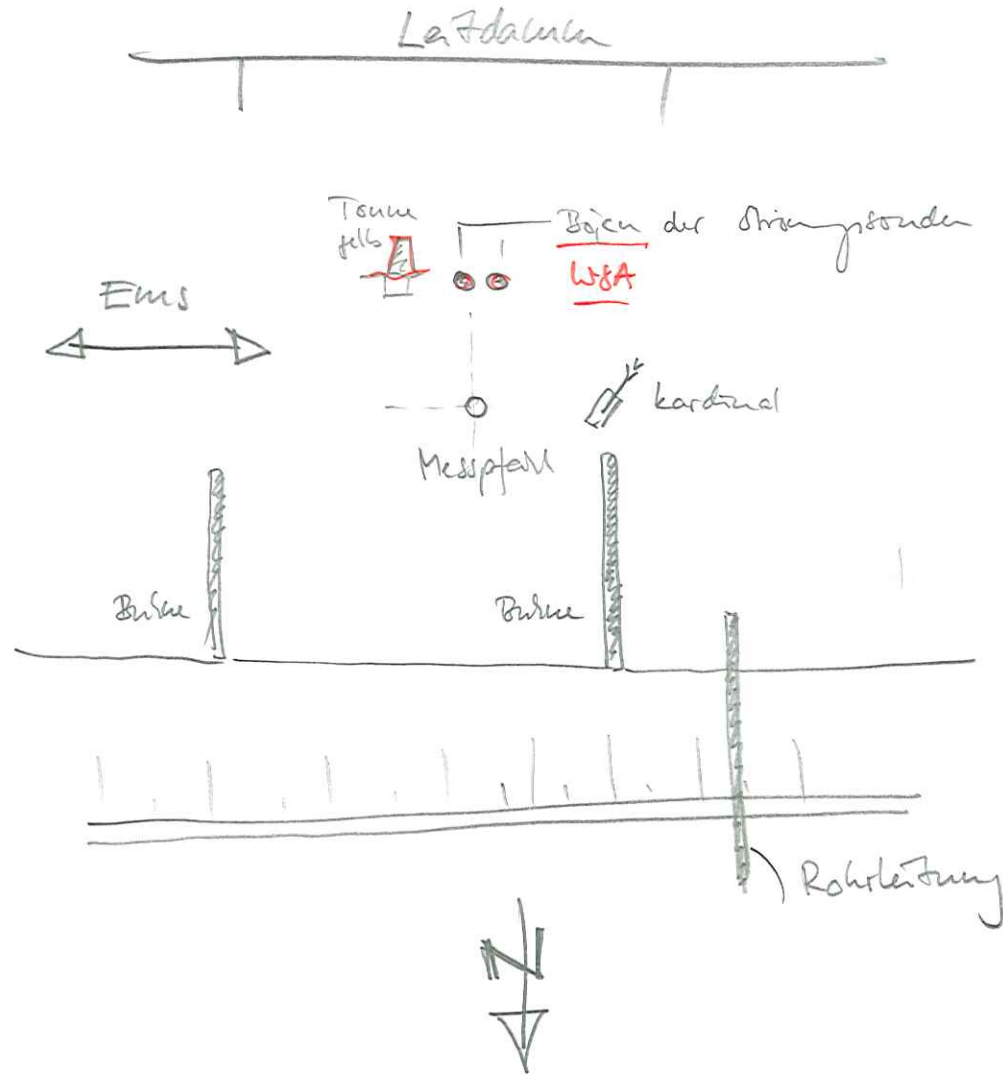 Leitdamm
Tonne
gelb
Bojen der Strömungssonden
WSA
Ems
kardinal
Messpfahl
Buhne
Buhne
Rohrleitung
N